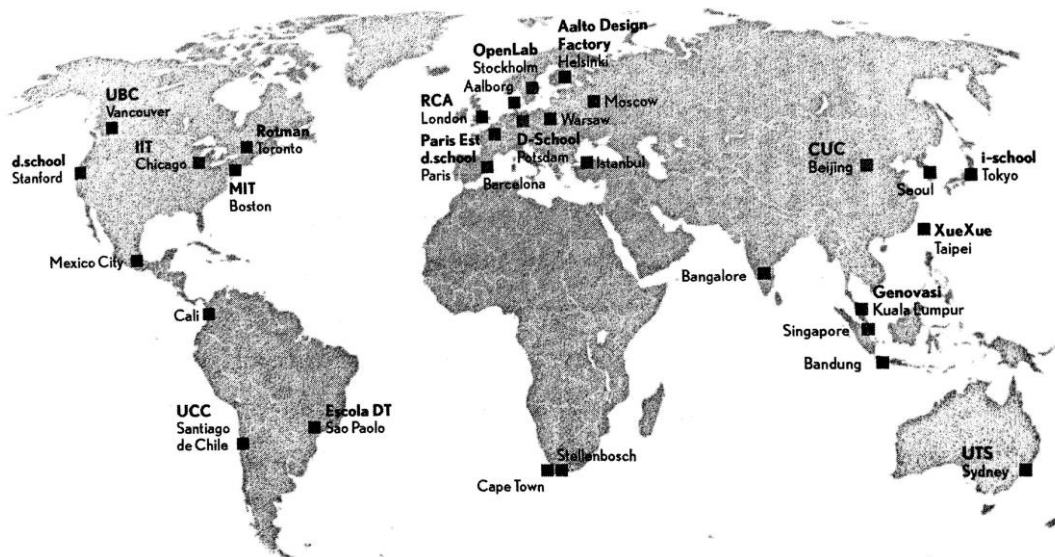 Aalto Design
Factory
Helsinki
OpenLab
Stockholm
Aalborg
UBC
Vancouver
RCA
London
Moscow
Warsaw
Rotman
Toronto
IIT
Chicago
Paris Est
d.school
Paris
D-School
Potsdam
Istanbul
CUC
Beijing
i-school
Tokyo
d.school
Stanford
MIT
Boston
Bercelona
Seoul
XueXue
Taipei
Mexico City
Bangalore
Genovasi
Kuala Lumpur
Cali
Singapore
Bandung
UCC
Santiago
de Chile
Escola DT
São Paolo
Stellenbosch
Cape Town
UTS
Sydney